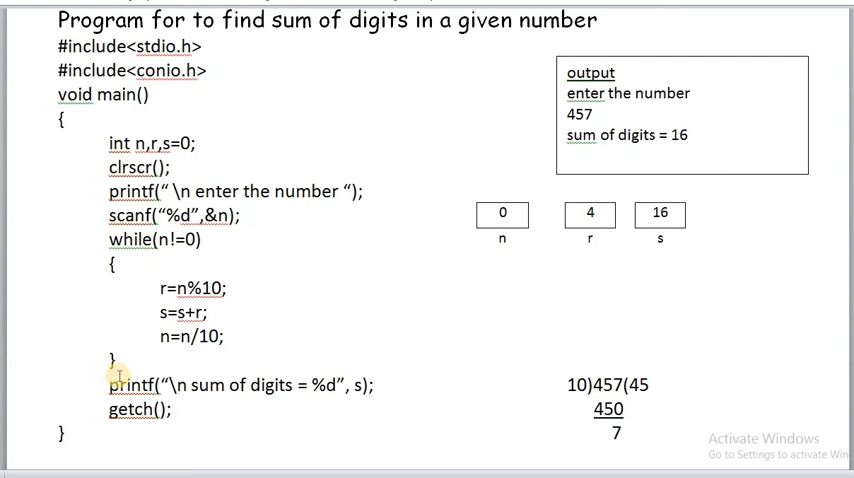 Program for to find sum of digits in a given number
#include<stdio.h>
#include<conio.h>
void main()
{
int n,r,s=0;
clrscr();
printf(“ \n enter the number “);
scanf(“%d”,&n);
while(n!=0)
{
r=n%10;
s=s+r;
n=n/10;
}
printf(“\n sum of digits = %d”, s);
getch();
}
output
enter the number
457
sum of digits = 16
0 4 16
n r s
10)457(45
450
7
Activate Windows
Go to Settings to activate Win